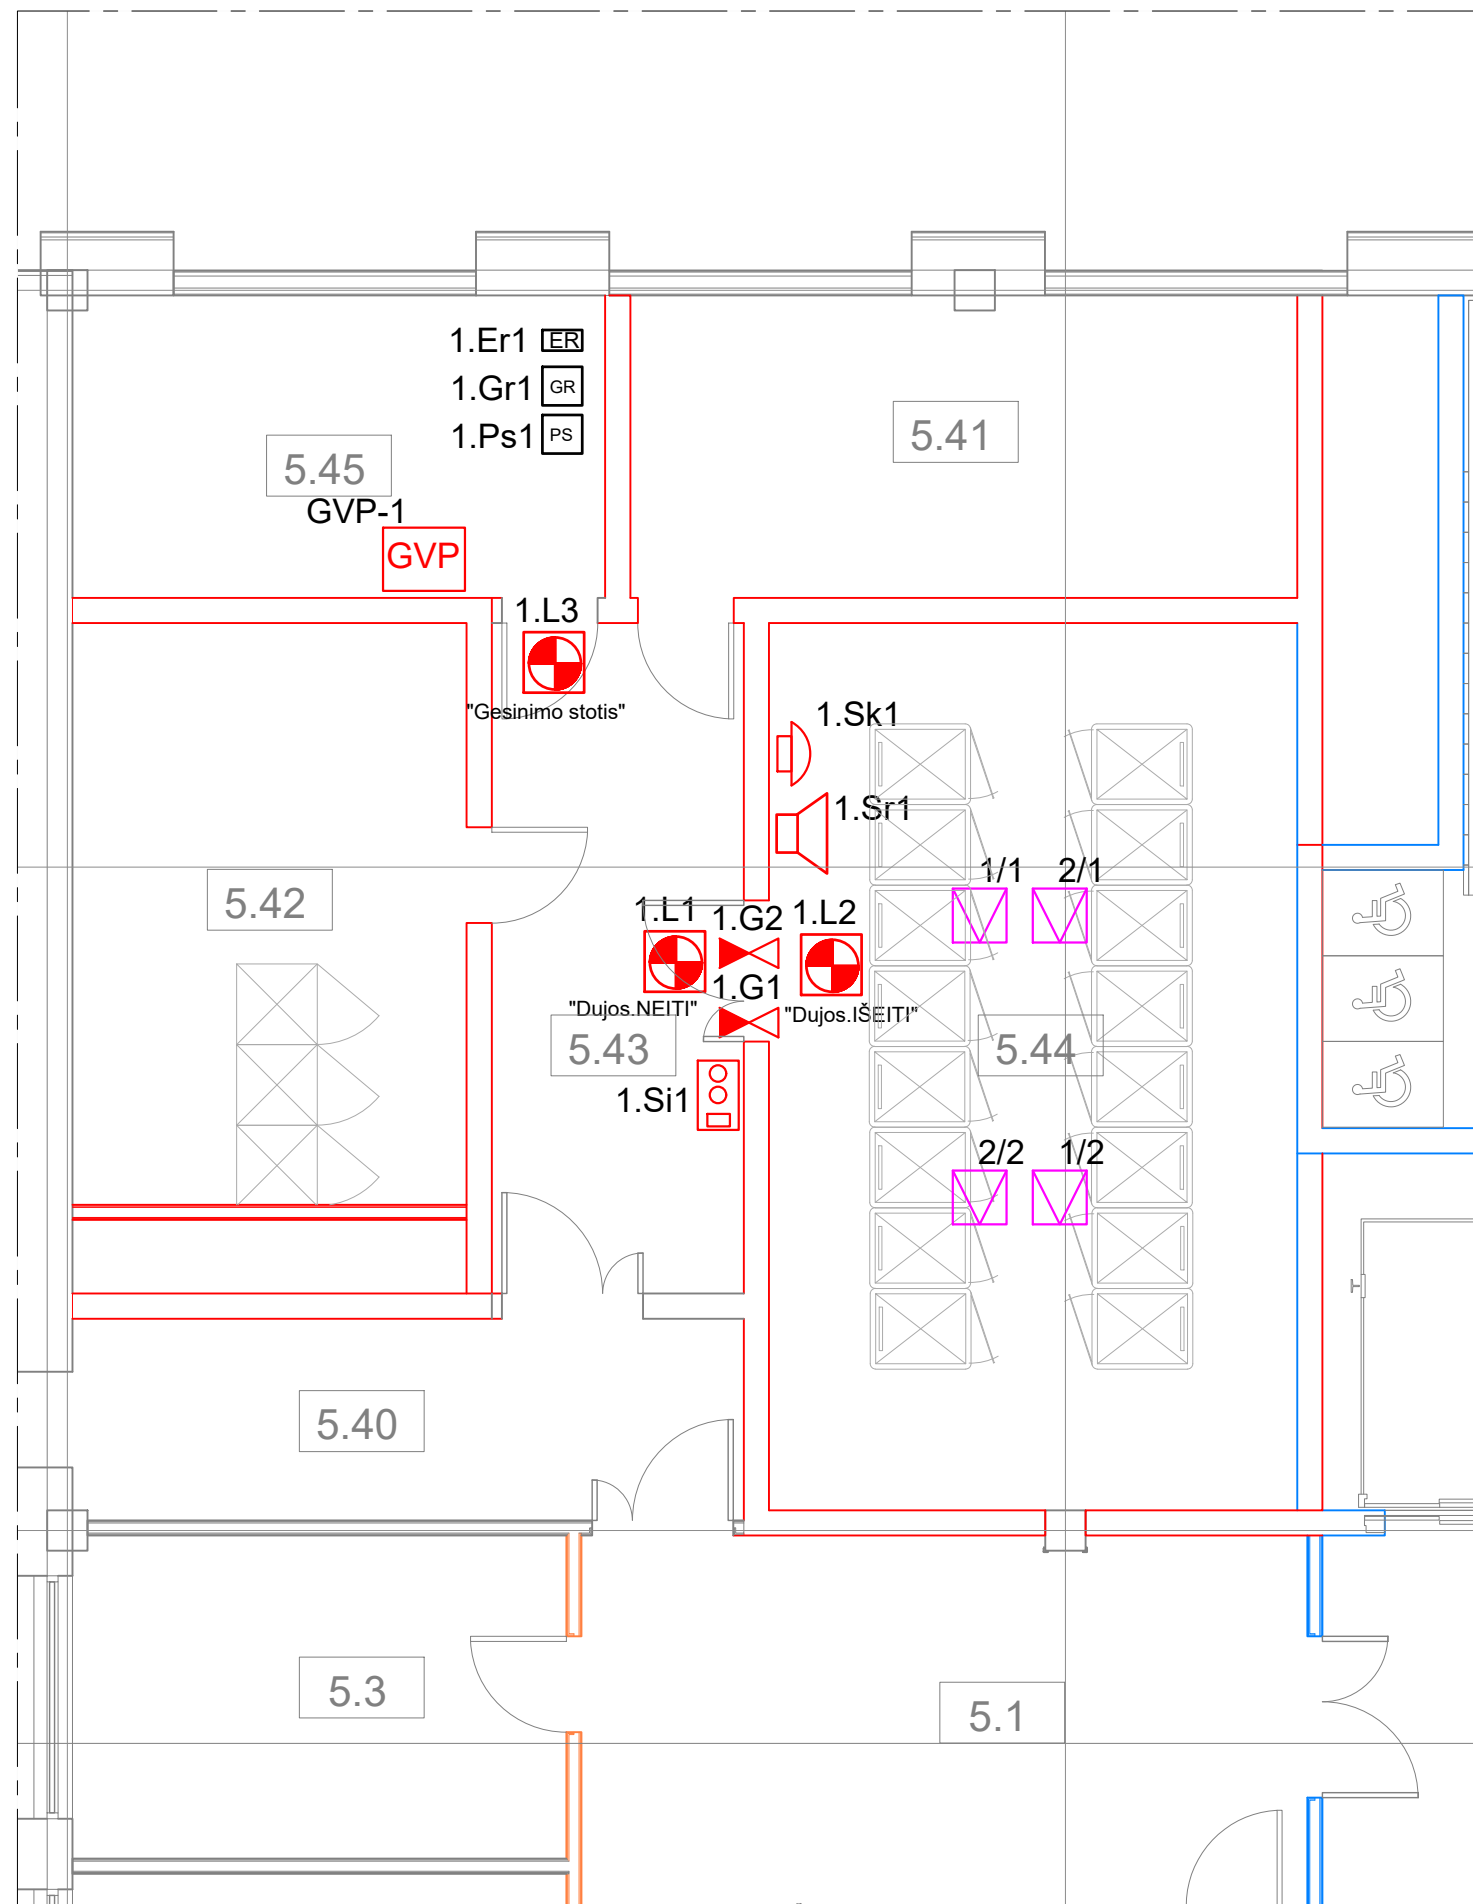 1.Er1 ER
1.Gr1 GR
1.Ps1 PS
5.45
5.41
GVP-1
GVP
1.L3
"Gesinimo stotis"
1.Sk1
1.Sr1
1/1 2/1
5.42
1.L1 1.G2 1.L2
1.G1
"Dujos.NEITI" "Dujos.IŠEITI"
5.43 5.44
1.Si1
2/2 1/2
5.40
5.3
5.1